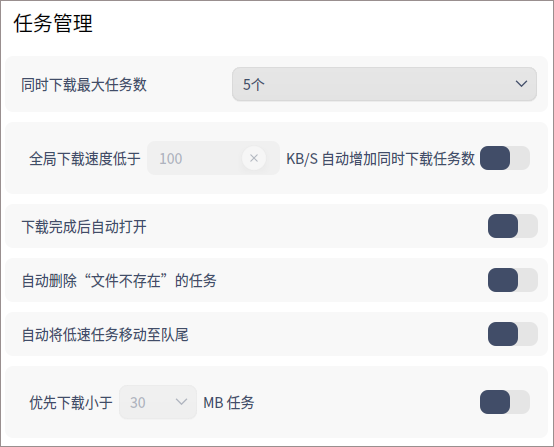 任务管理
同时下载最大任务数 5个
全局下载速度低于 100 KB/S 自动增加同时下载任务数
下载完成后自动打开
自动删除“文件不存在”的任务
自动将低速任务移动至队尾
优先下载小于 30 MB 任务